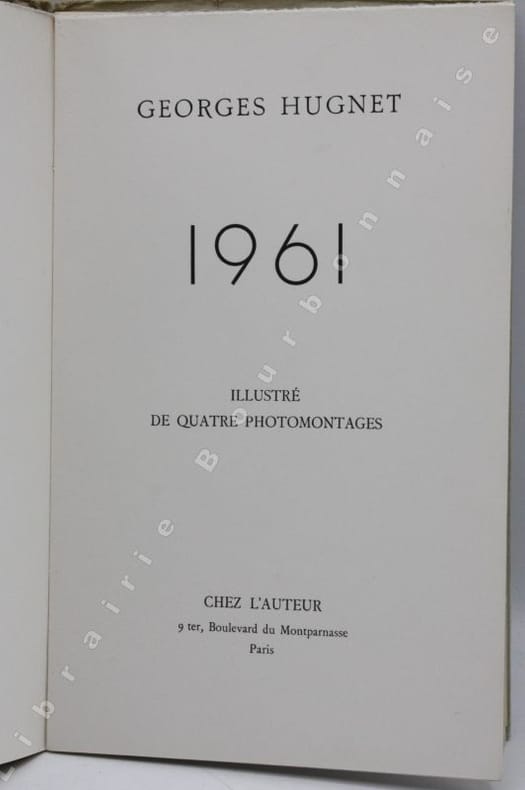 GEORGES HUGNET
1961
ILLUSTRÉ
DE QUATRE PHOTOMONTAGES
CHEZ L'AUTEUR
9 ter, Boulevard du Montparnasse
Paris
Librairie Bourbonnaise